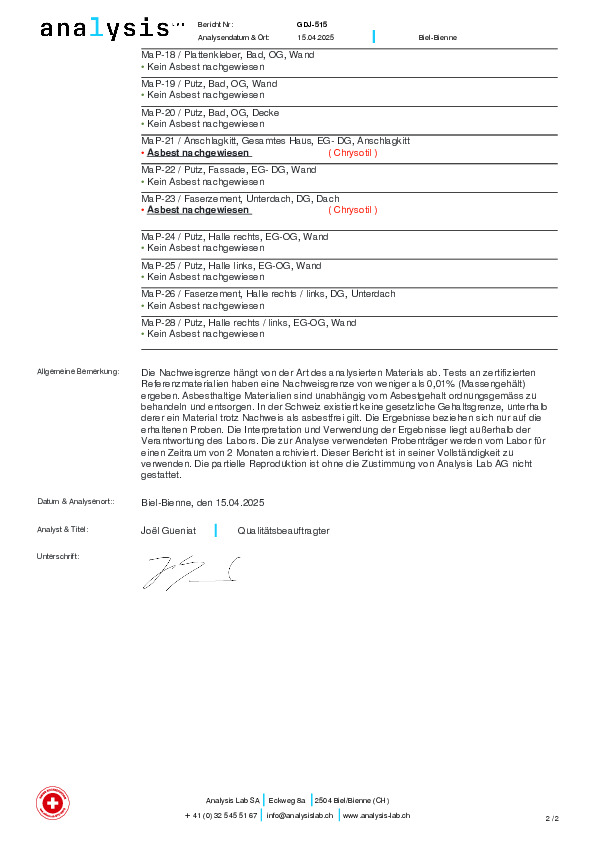 analysis
Bericht Nr: GDJ-515
Analysendatum & Ort: 15.04.2025 Biel-Bienne
MaP-18 / Plattenkleber, Bad, OG, Wand
• Kein Asbest nachgewiesen
MaP-19 / Putz, Bad, OG, Wand
• Kein Asbest nachgewiesen
MaP-20 / Putz, Bad, OG, Decke
• Kein Asbest nachgewiesen
MaP-21 / Anschlagkitt, Gesamtes Haus, EG- DG, Anschlagkitt
• Asbest nachgewiesen ( Chrysotil )
MaP-22 / Putz, Fassade, EG- DG, Wand
• Kein Asbest nachgewiesen
MaP-23 / Faserzement, Unterdach, DG, Dach
• Asbest nachgewiesen ( Chrysotil )
MaP-24 / Putz, Halle rechts, EG-OG, Wand
• Kein Asbest nachgewiesen
MaP-25 / Putz, Halle links, EG-OG, Wand
• Kein Asbest nachgewiesen
MaP-26 / Faserzement, Halle rechts / links, DG, Unterdach
• Kein Asbest nachgewiesen
MaP-28 / Putz, Halle rechts / links, EG-OG, Wand
• Kein Asbest nachgewiesen
Allgemeine Bemerkung: Die Nachweisgrenze hängt von der Art des analysierten Materials ab. Tests an zertifizierten
Referenzmaterialien haben eine Nachweisgrenze von weniger als 0,01% (Massengehält)
ergeben. Asbesthaltige Materialien sind unabhängig vom Asbestgehalt ordnungsgemäss zu
behandeln und entsorgen. In der Schweiz existiert keine gesetzliche Gehaltsgrenze, unterhalb
derer ein Material trotz Nachweis als asbestfrei gilt. Die Ergebnisse beziehen sich nur auf die
erhaltenen Proben. Die Interpretation und Verwendung der Ergebnisse liegt außerhalb der
Verantwortung des Labors. Die zur Analyse verwendeten Probenträger werden vom Labor für
einen Zeitraum von 2 Monaten archiviert. Dieser Bericht ist in seiner Vollständigkeit zu
verwenden. Die partielle Reproduktion ist ohne die Zustimmung von Analysis Lab AG nicht
gestattet.
Datum & Analysenort:: Biel-Bienne, den 15.04.2025
Analyst & Titel: Joël Gueniat Qualitätsbeauftragter
Unterschrift:
Analysis Lab SA Eckweg 8a 2504 Biel/Bienne (CH)
+ 41 (0) 32 545 51 67 info@analysislab.ch www.analysis-lab.ch
2 / 2